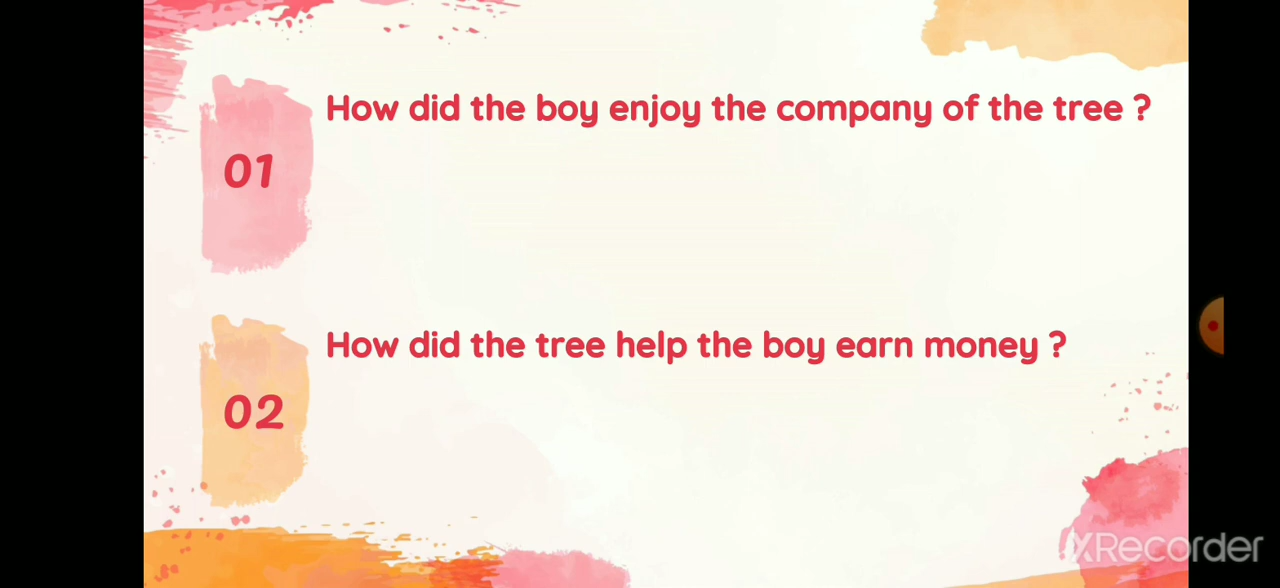 How did the boy enjoy the company of the tree ?
01
How did the tree help the boy earn money ?
02
XRecorder